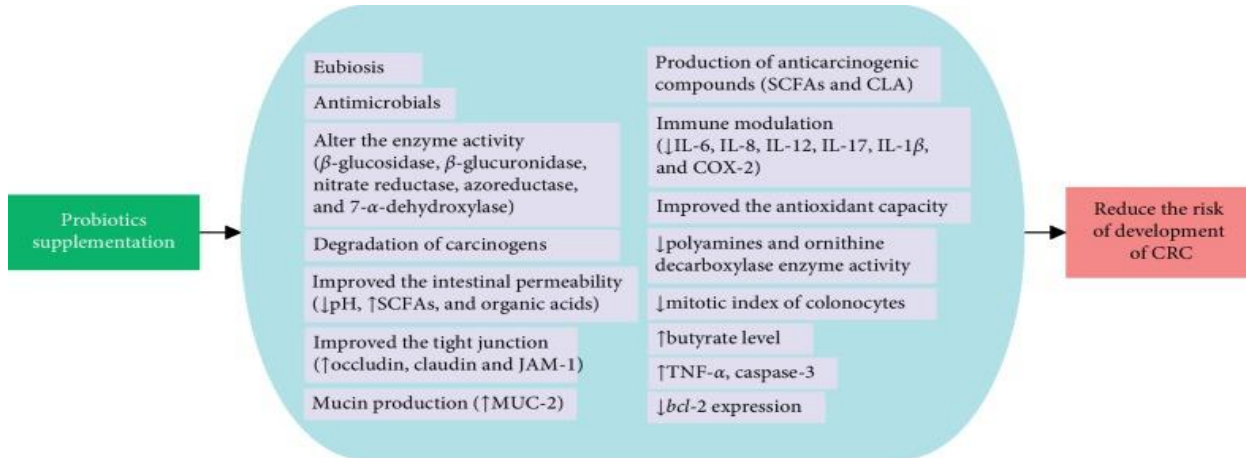 Probiotics
supplementation
Eubiosis
Antimicrobials
Alter the enzyme activity
(β-glucosidase, β-glucuronidase,
nitrate reductase, azoreductase,
and 7-α-dehydroxylase)
Degradation of carcinogens
Improved the intestinal permeability
(↓pH, ↑SCFAs, and organic acids)
Improved the tight junction
(↑occludin, claudin and JAM-1)
Mucin production (↑MUC-2)
Production of anticarcinogenic
compounds (SCFAs and CLA)
Immune modulation
(↓IL-6, IL-8, IL-12, IL-17, IL-1β,
and COX-2)
Improved the antioxidant capacity
↓polyamines and ornithine
decarboxylase enzyme activity
↓mitotic index of colonocytes
↑butyrate level
↑TNF-α, caspase-3
↓bcl-2 expression
Reduce the risk
of development
of CRC